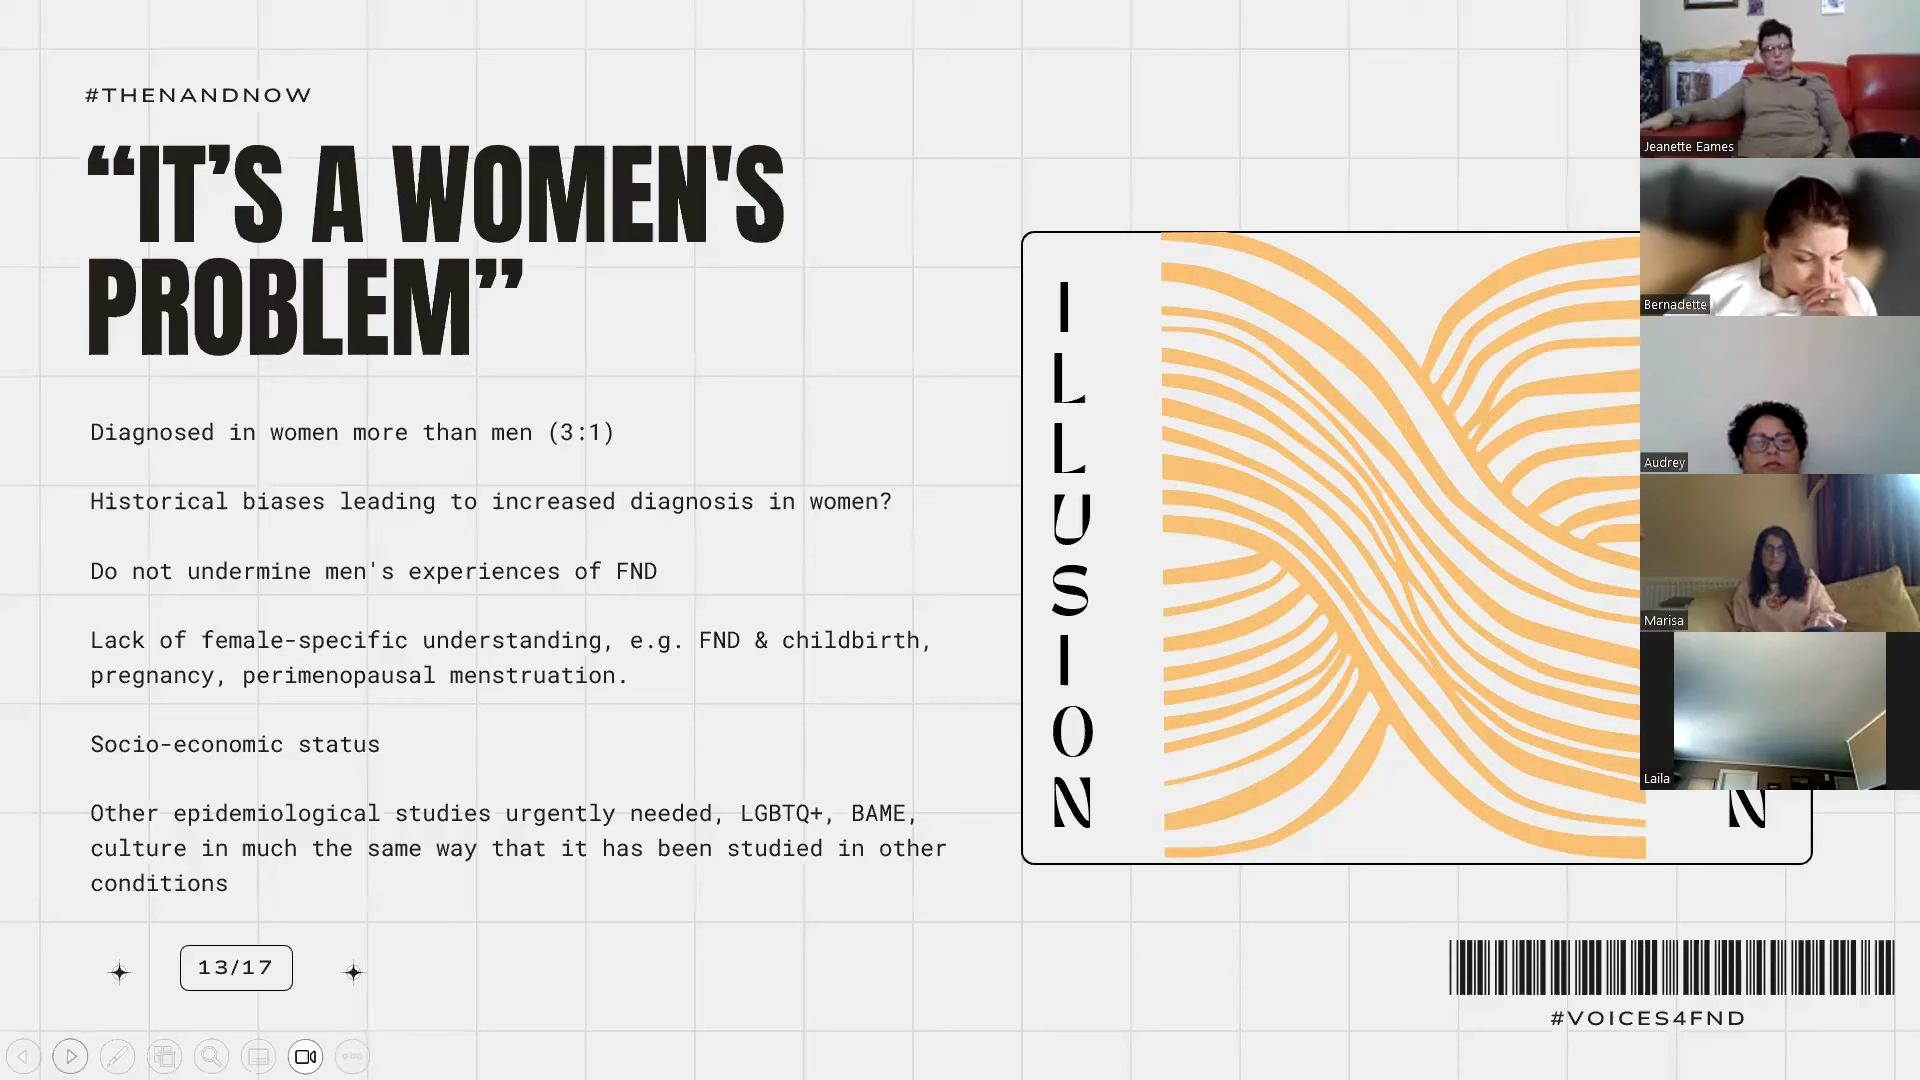 #THENANDNOW
“IT’S A WOMEN'S
PROBLEM”
Diagnosed in women more than men (3:1)
Historical biases leading to increased diagnosis in women?
Do not undermine men's experiences of FND
Lack of female-specific understanding, e.g. FND & childbirth,
pregnancy, perimenopausal menstruation.
Socio-economic status
Other epidemiological studies urgently needed, LGBTQ+, BAME,
culture in much the same way that it has been studied in other
conditions
13/17
I
L
L
U
S
I
O
N
N
#VOICES4FND
Jeanette Eames
Bernadette
Audrey
Marisa
Laila